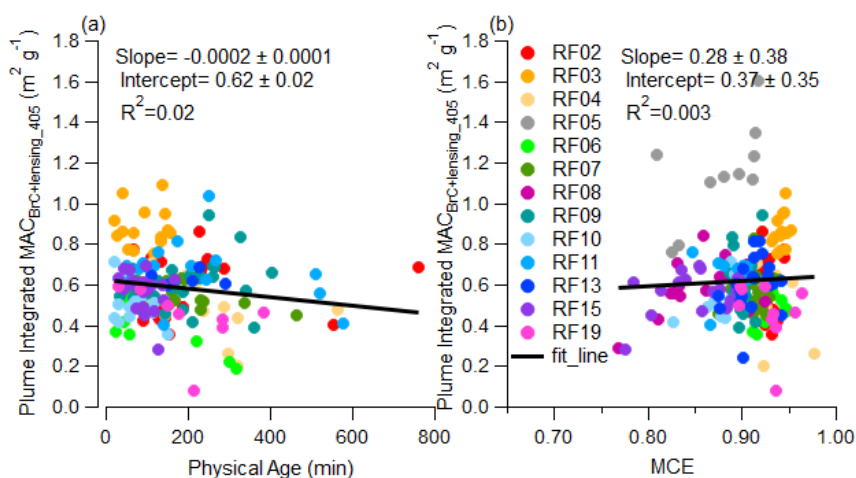 (a)
Slope= -0.0002 ± 0.0001
Intercept= 0.62 ± 0.02
R²=0.02
Plume Integrated MAC_BrC+lensing_405 (m² g⁻¹)
1.8
1.6
1.4
1.2
1.0
0.8
0.6
0.4
0.2
0.0
0 200 400 600 800
Physical Age (min)
(b)
Slope= 0.28 ± 0.38
Intercept= 0.37 ± 0.35
R²=0.003
Plume Integrated MAC_BrC+lensing_405 (m² g⁻¹)
1.8
1.6
1.4
1.2
1.0
0.8
0.6
0.4
0.2
0.0
RF02
RF03
RF04
RF05
RF06
RF07
RF08
RF09
RF10
RF11
RF13
RF15
RF19
fit_line
0.70 0.80 0.90 1.00
MCE